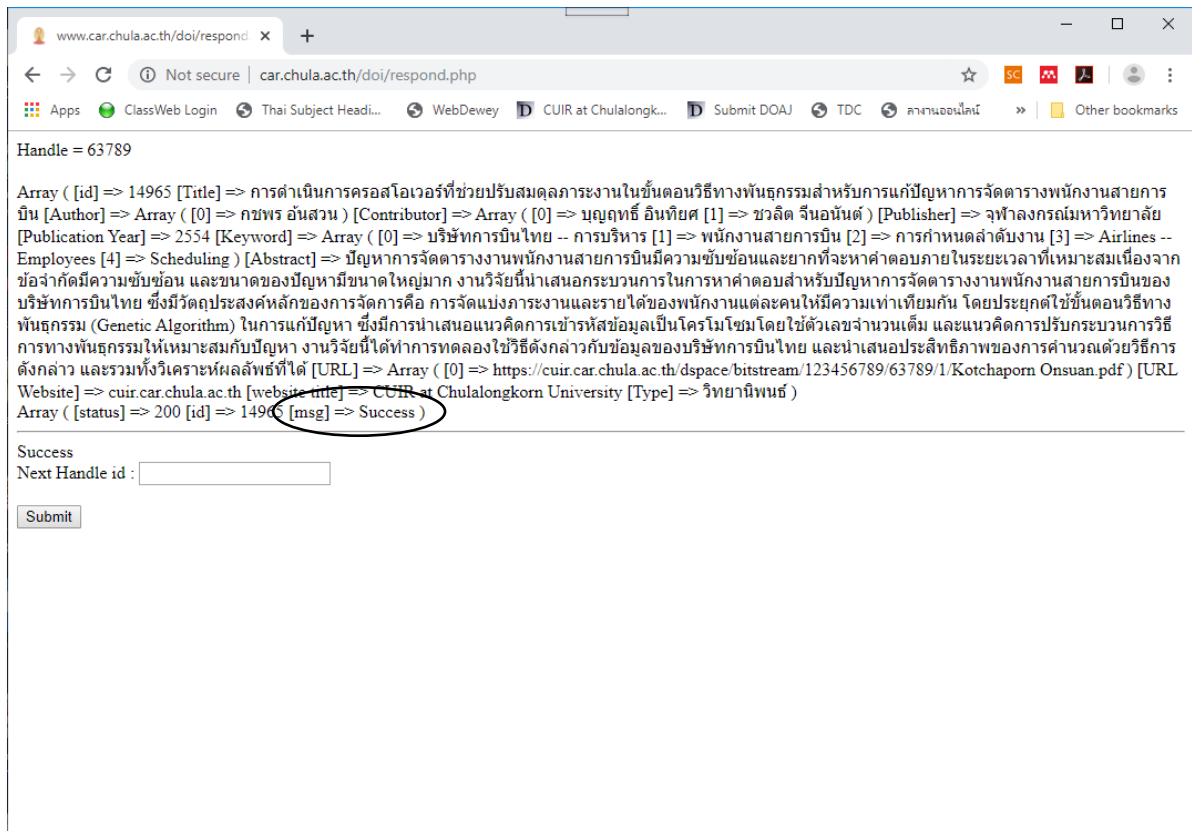 www.car.chula.ac.th/doi/respond
Not secure | car.chula.ac.th/doi/respond.php
SC
Apps ClassWeb Login Thai Subject Headi... WebDewey D CUIR at Chulalongk... D Submit DOAJ TDC ลางานออนไลน์ » Other bookmarks
Handle = 63789
Array ( [id] => 14965 [Title] => การดำเนินการครอสโอเวอร์ที่ช่วยปรับสมดุลภาระงานในขั้นตอนวิธีทางพันธุกรรมสำหรับการแก้ปัญหาการจัดตารางพนักงานสายการ
บิน [Author] => Array ( [0] => กชพร อ้นสวน ) [Contributor] => Array ( [0] => บุญฤทธิ์ อินทิยศ [1] => ชวลิต จีนอนันต์ ) [Publisher] => จุฬาลงกรณ์มหาวิทยาลัย
[Publication Year] => 2554 [Keyword] => Array ( [0] => บริษัทการบินไทย -- การบริหาร [1] => พนักงานสายการบิน [2] => การกำหนดลำดับงาน [3] => Airlines --
Employees [4] => Scheduling ) [Abstract] => ปัญหาการจัดตารางงานพนักงานสายการบินมีความซับซ้อนและยากที่จะหาคำตอบภายในระยะเวลาที่เหมาะสมเนื่องจาก
ข้อจำกัดมีความซับซ้อน และขนาดของปัญหามีขนาดใหญ่มาก งานวิจัยนี้นำเสนอกระบวนการในการหาคำตอบสำหรับปัญหาการจัดตารางงานพนักงานสายการบินของ
บริษัทการบินไทย ซึ่งมีวัตถุประสงค์หลักของการจัดการคือ การจัดแบ่งภาระงานและรายได้ของพนักงานแต่ละคนให้มีความเท่าเทียมกัน โดยประยุกต์ใช้ขั้นตอนวิธีทาง
พันธุกรรม (Genetic Algorithm) ในการแก้ปัญหา ซึ่งมีการนำเสนอแนวคิดการเข้ารหัสข้อมูลเป็นโครโมโซมโดยใช้ตัวเลขจำนวนเต็ม และแนวคิดการปรับกระบวนการวิธี
การทางพันธุกรรมให้เหมาะสมกับปัญหา งานวิจัยนี้ได้ทำการทดลองใช้วิธีดังกล่าวกับข้อมูลของบริษัทการบินไทย และนำเสนอประสิทธิภาพของการคำนวณด้วยวิธีการ
ดังกล่าว และรวมทั้งวิเคราะห์ผลลัพธ์ที่ได้ [URL] => Array ( [0] => https://cuir.car.chula.ac.th/dspace/bitstream/123456789/63789/1/Kotchaporn Onsuan.pdf ) [URL
Website] => cuir.car.chula.ac.th [website title] => CUIR at Chulalongkorn University [Type] => วิทยานิพนธ์ )
Array ( [status] => 200 [id] => 14965 [msg] => Success )
Success
Next Handle id :
Submit